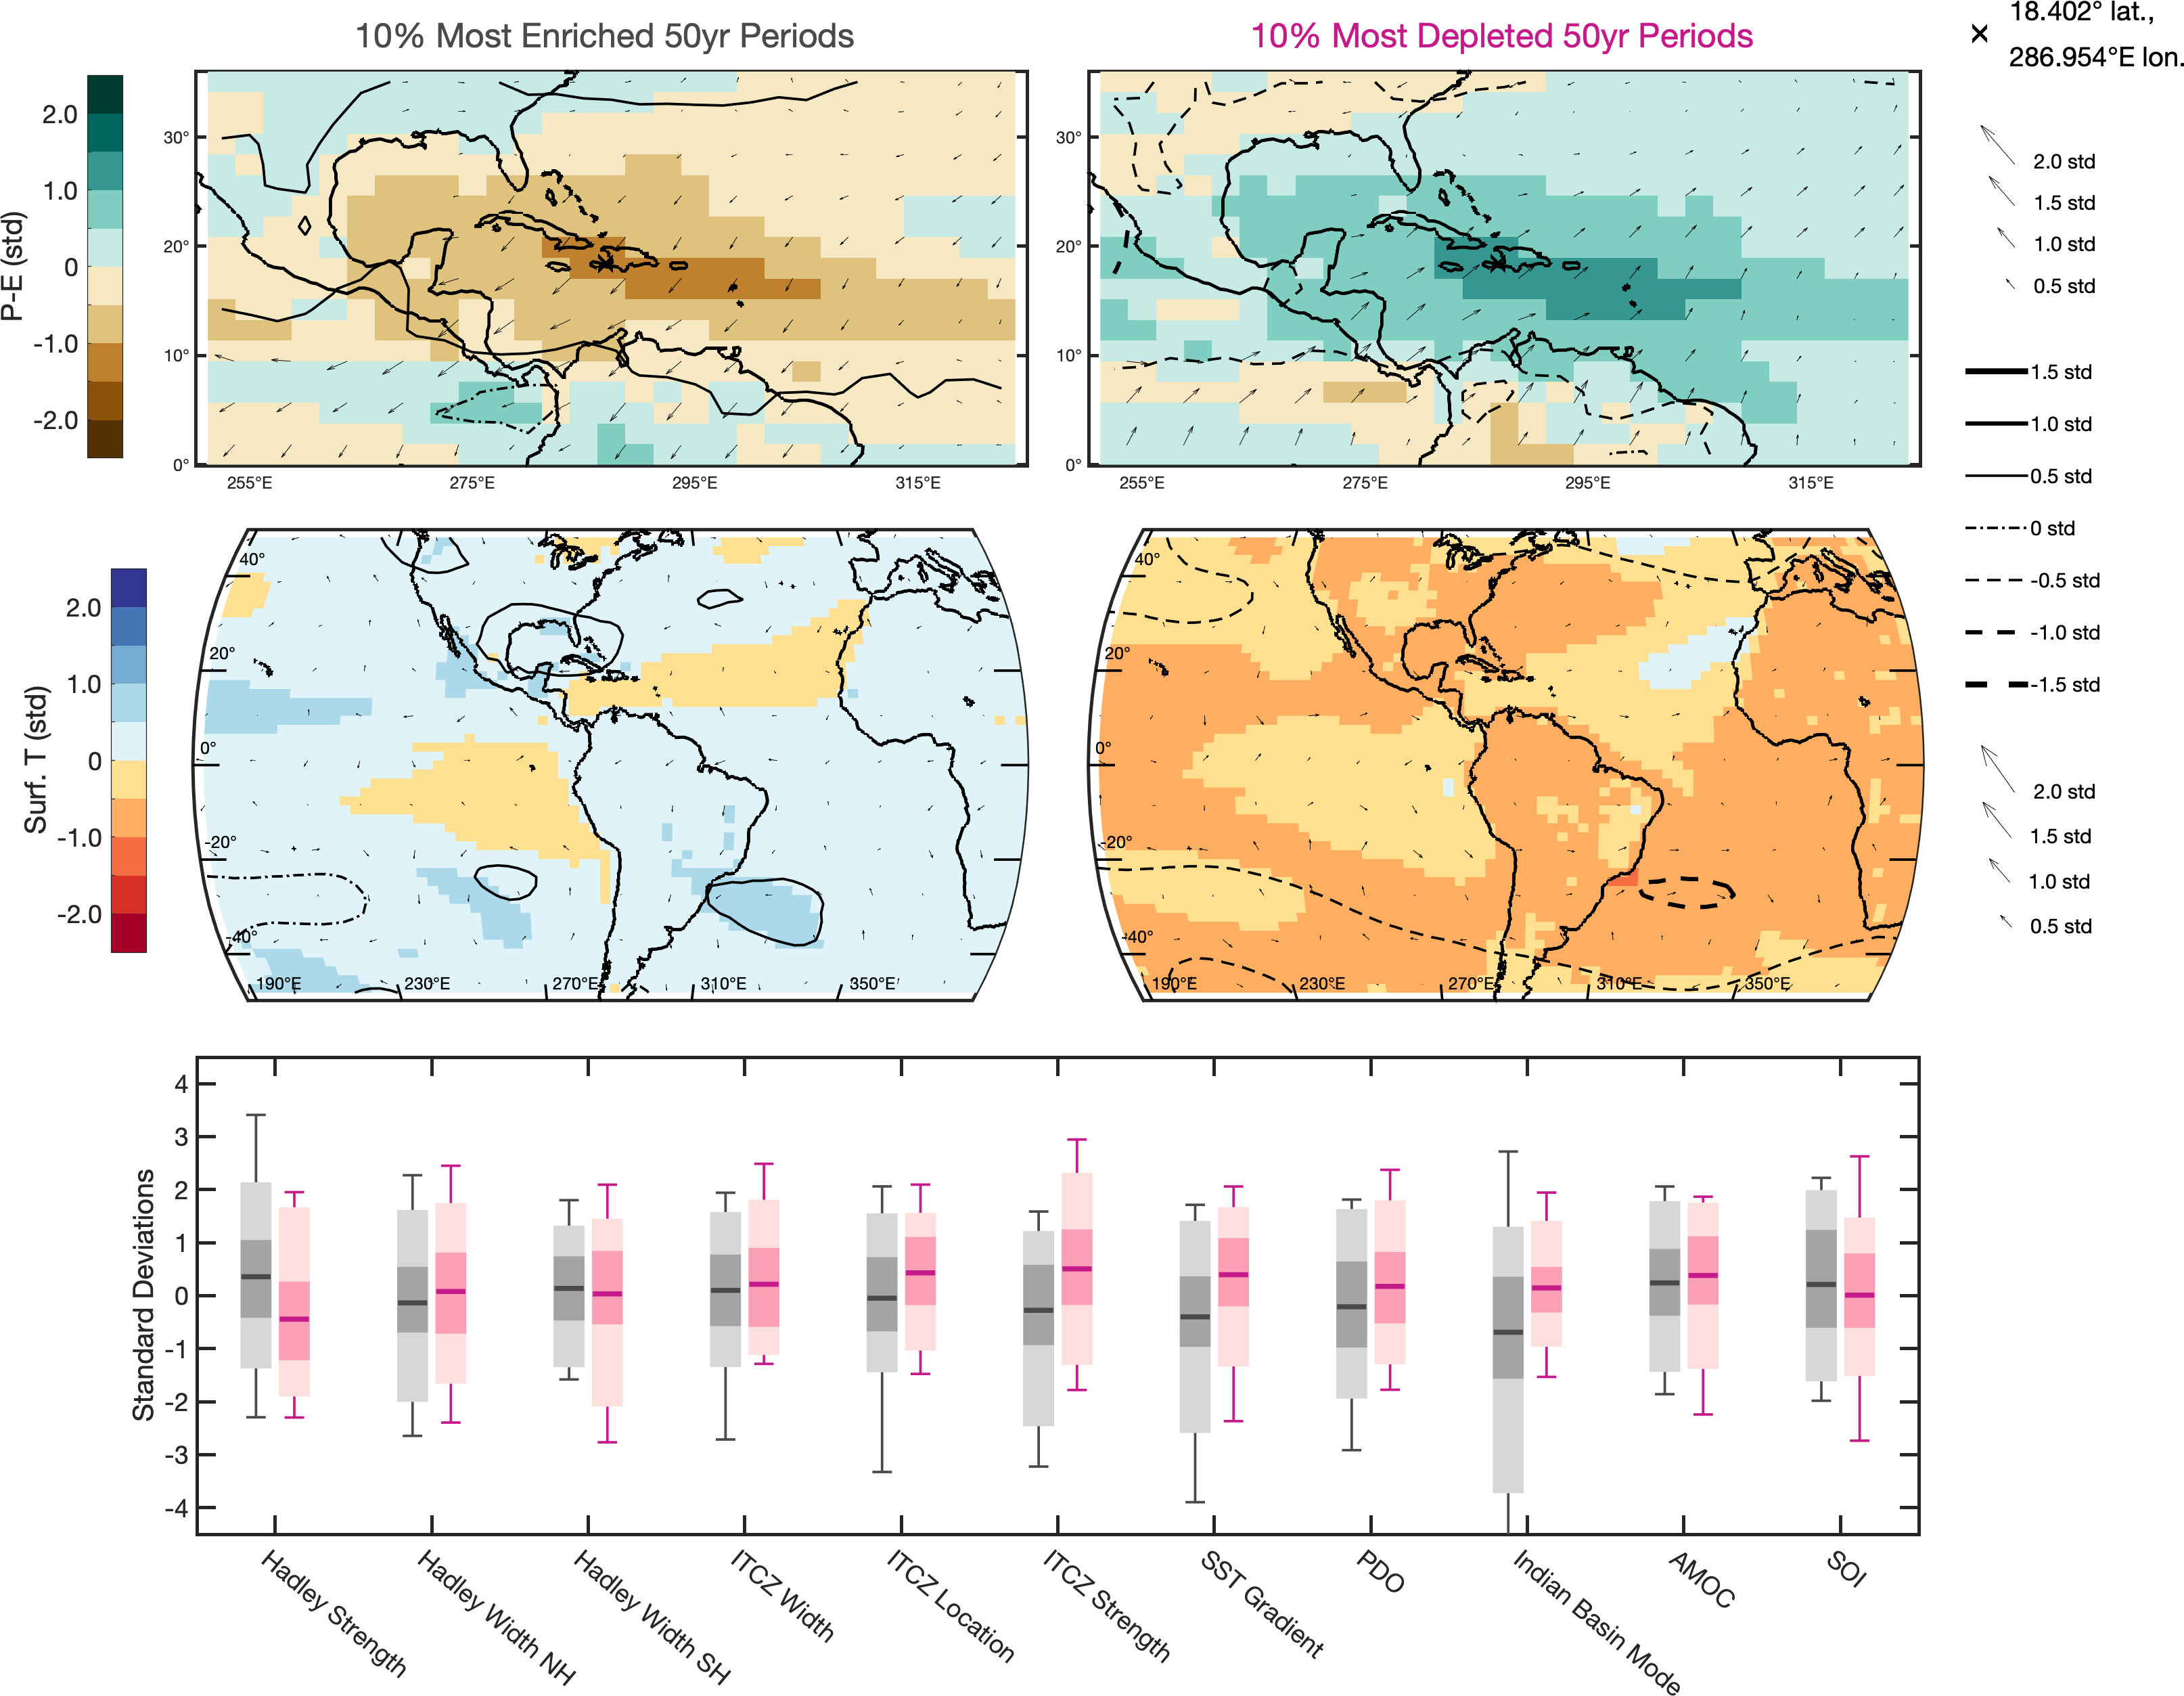 10% Most Enriched 50yr Periods
10% Most Depleted 50yr Periods
18.402° lat.,
286.954°E lon.
P-E (std)
2.0
1.0
0
-1.0
-2.0
30°
20°
10°
0°
255°E 275°E 295°E 315°E
30°
20°
10°
0°
255°E 275°E 295°E 315°E
2.0 std
1.5 std
1.0 std
0.5 std
1.5 std
1.0 std
0.5 std
0 std
-0.5 std
-1.0 std
-1.5 std
Surf. T (std)
2.0
1.0
0
-1.0
-2.0
40°
20°
0°
-20°
-40°
190°E 230°E 270°E 310°E 350°E
40°
20°
0°
-20°
-40°
190°E 230°E 270°E 310°E 350°E
2.0 std
1.5 std
1.0 std
0.5 std
Standard Deviations
4
3
2
1
0
-1
-2
-3
-4
Hadley Strength
Hadley Width NH
Hadley Width SH
ITCZ Width
ITCZ Location
ITCZ Strength
SST Gradient
PDO
Indian Basin Mode
AMOC
SOI